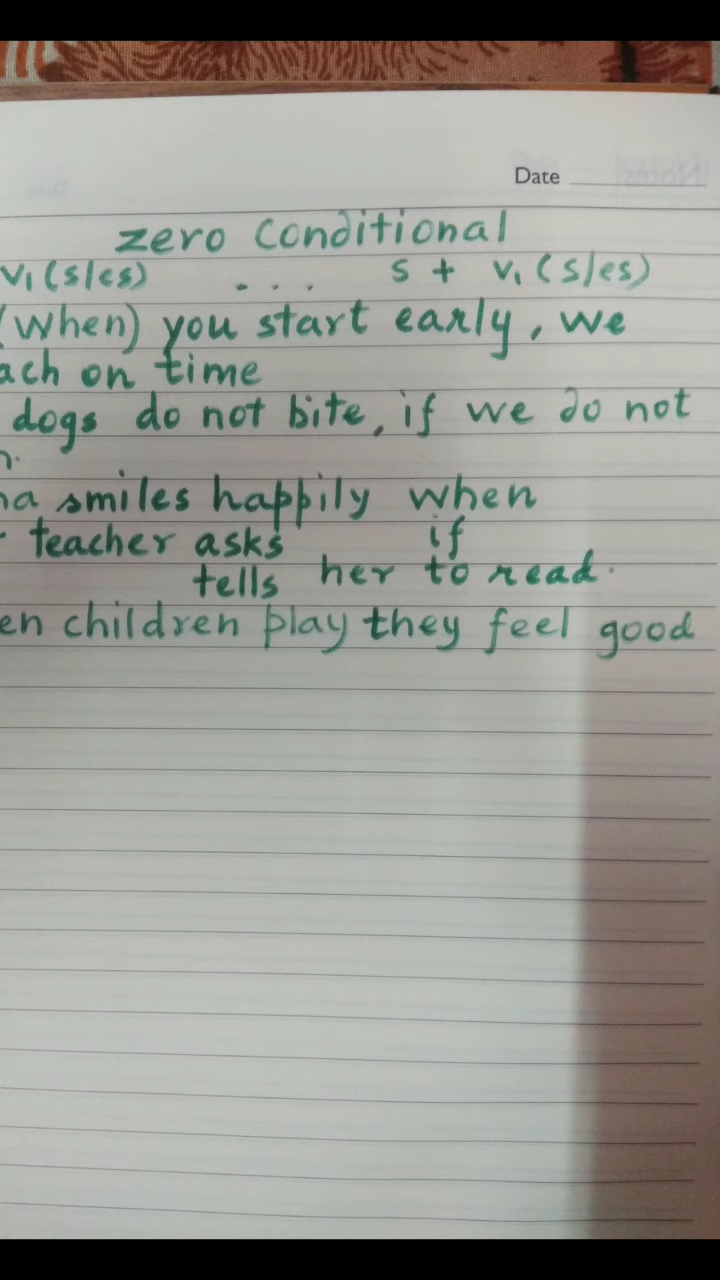 Date
zero conditional
V1 (s/es) ... S + V1 (s/es)
(When) you start early, we
ach on time
dogs do not bite, if we do not
na smiles happily when
teacher asks if
tells her to read.
en children play they feel good